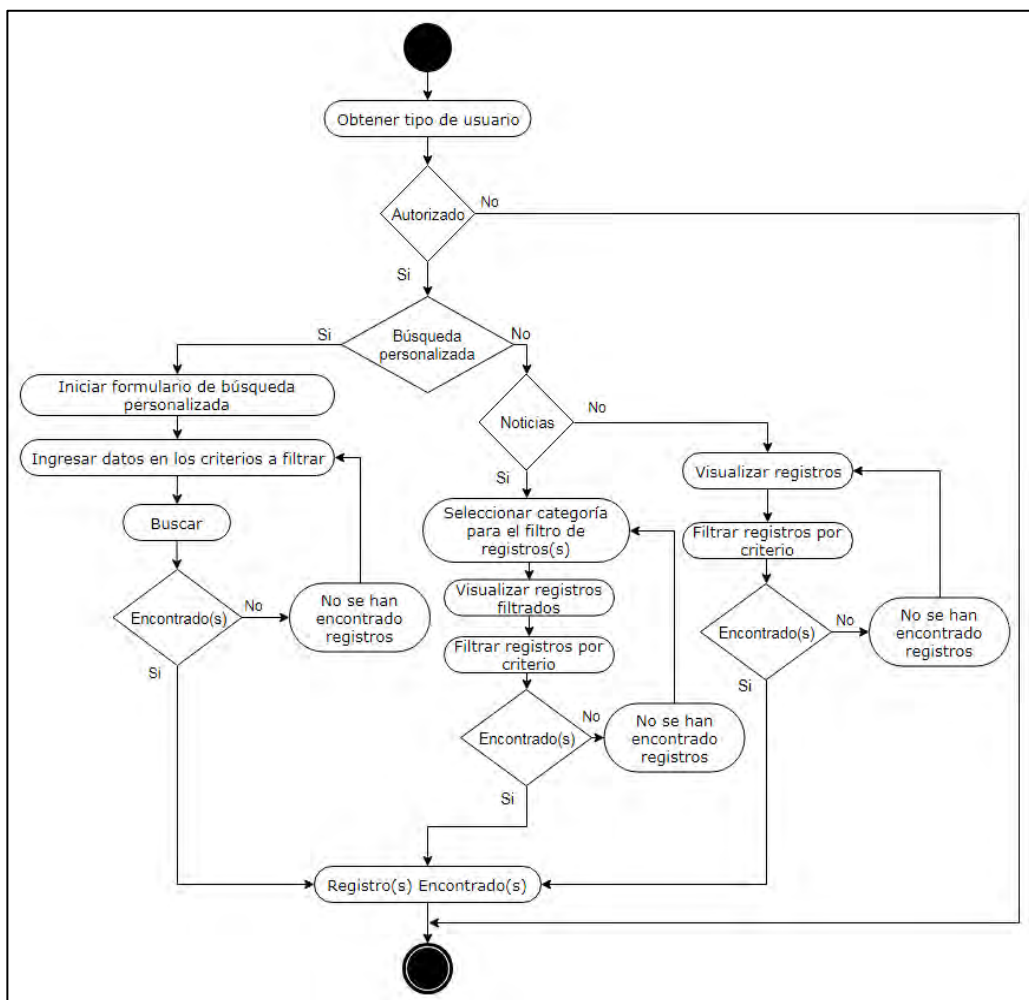 Obtener tipo de usuario
No
Autorizado
Si
Si
Búsqueda
personalizada
No
Iniciar formulario de búsqueda
personalizada
Noticias
No
Ingresar datos en los criterios a filtrar
Visualizar registros
Si
Seleccionar categoría
para el filtro de
registros(s)
Buscar
Filtrar registros por
criterio
Visualizar registros
filtrados
Encontrado(s)
No
No se han
encontrado
registros
Encontrado(s)
No
No se han
encontrado
registros
Filtrar registros por
criterio
Si
Si
Encontrado(s)
No
No se han
encontrado
registros
Si
Registro(s) Encontrado(s)